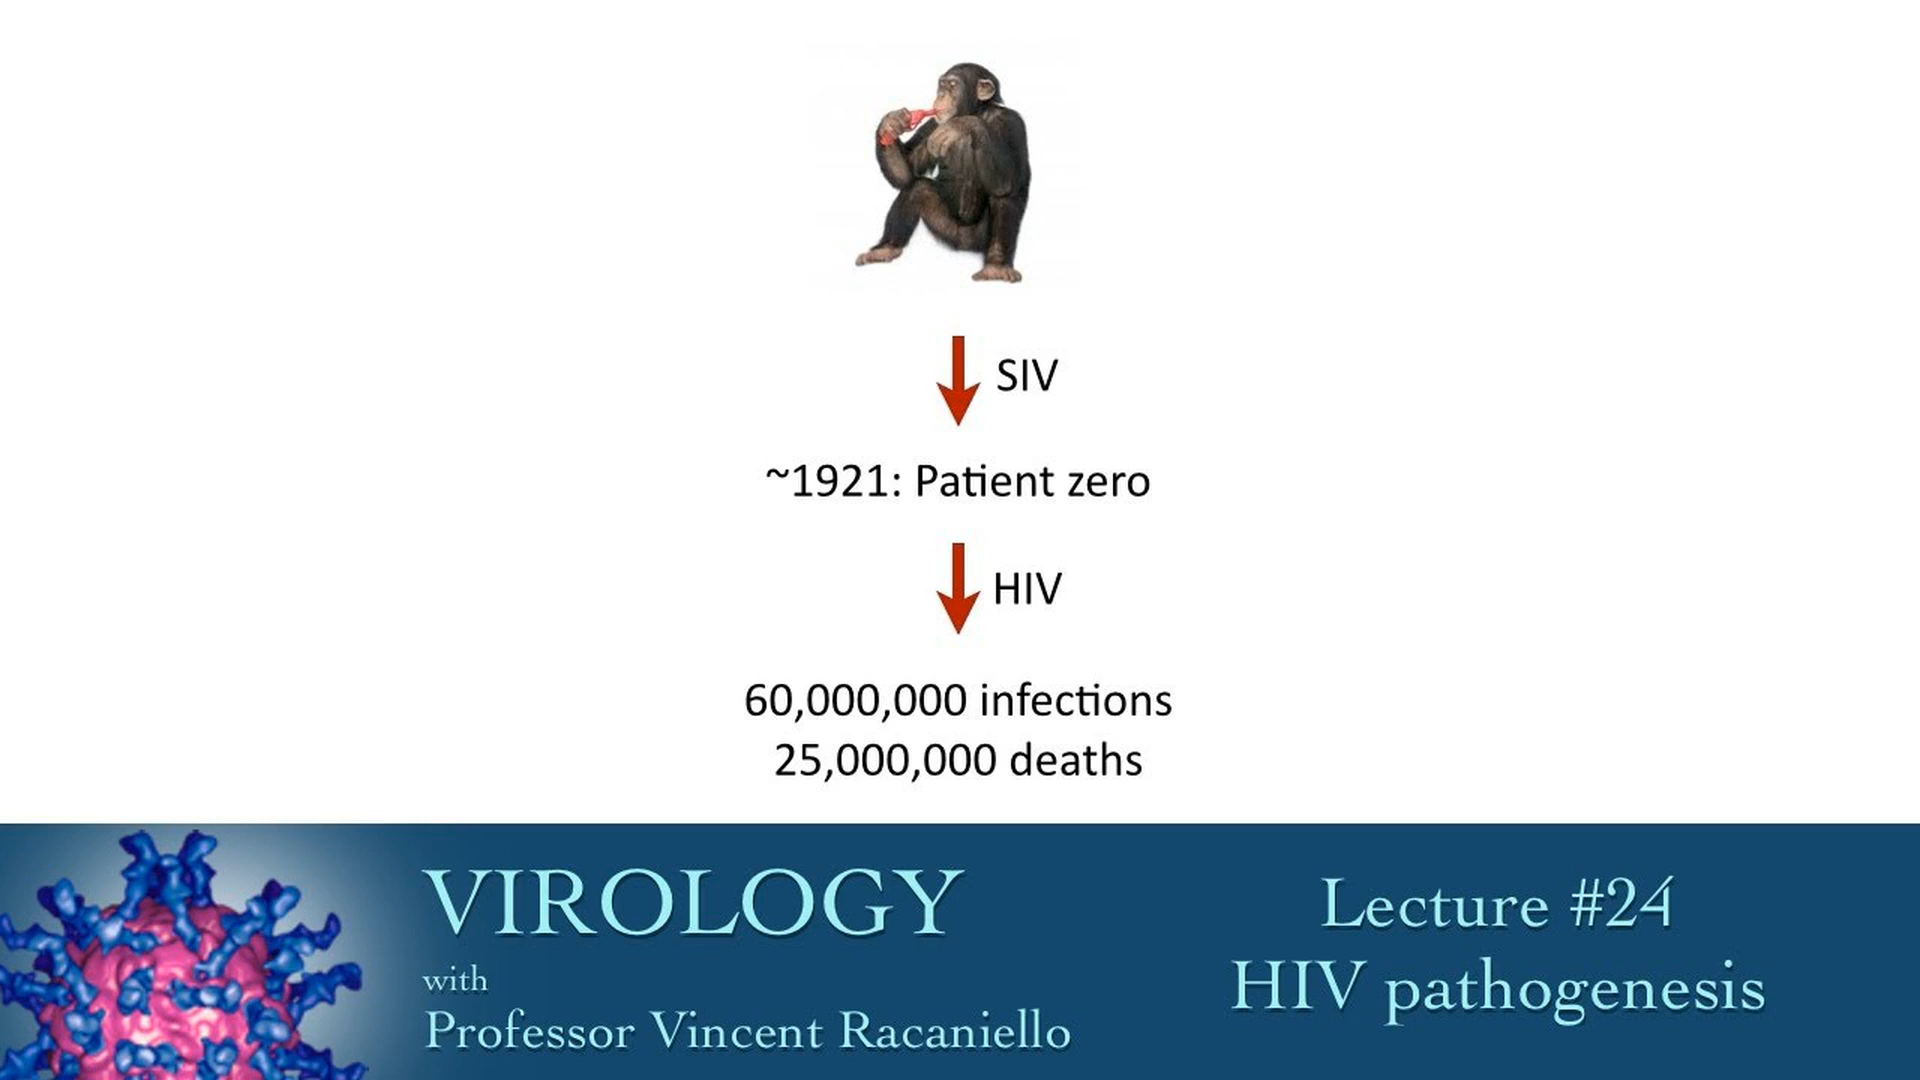 SIV
~1921: Patient zero
HIV
60,000,000 infections
25,000,000 deaths
VIROLOGY
with
Professor Vincent Racaniello
Lecture #24
HIV pathogenesis